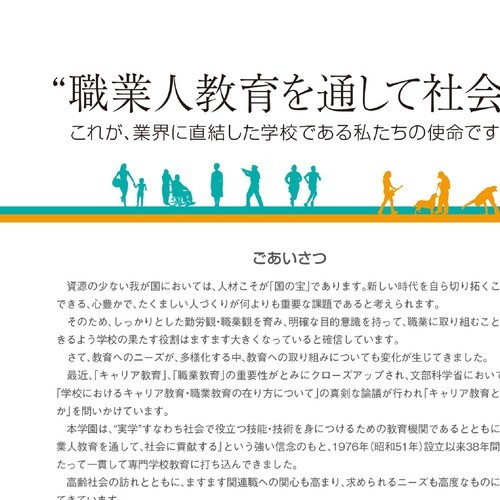 “職業人教育を通して社会
これが、業界に直結した学校である私たちの使命です
ごあいさつ
資源の少ない我が国においては、人材こそが「国の宝」であります。新しい時代を自ら切り拓くこ
できる、心豊かで、たくましい人づくりが何よりも重要な課題であると考えられます。
そのため、しっかりとした勤労観・職業観を育み、明確な目的意識を持って、職業に取り組むこと
きるよう学校の果たす役割はますます大きくなっていると確信しています。
さて、教育へのニーズが、多様化する中、教育への取り組みについても変化が生じてきました。
最近、「キャリア教育」、「職業教育」の重要性がとみにクローズアップされ、文部科学省において
「学校におけるキャリア教育・職業教育の在り方について」の真剣な論議が行われ「キャリア教育と
か」を問いかけています。
本学園は、“実学”すなわち社会で役立つ技能・技術を身につけるための教育機関であるとともに
業人教育を通して、社会に貢献する』という強い信念のもと、1976年（昭和51年）設立以来38年間
たって一貫して専門学校教育に打ち込んできました。
高齢社会の訪れとともに、ますます関連職への関心も高まり、求められるニーズも高度なものに
てきています。